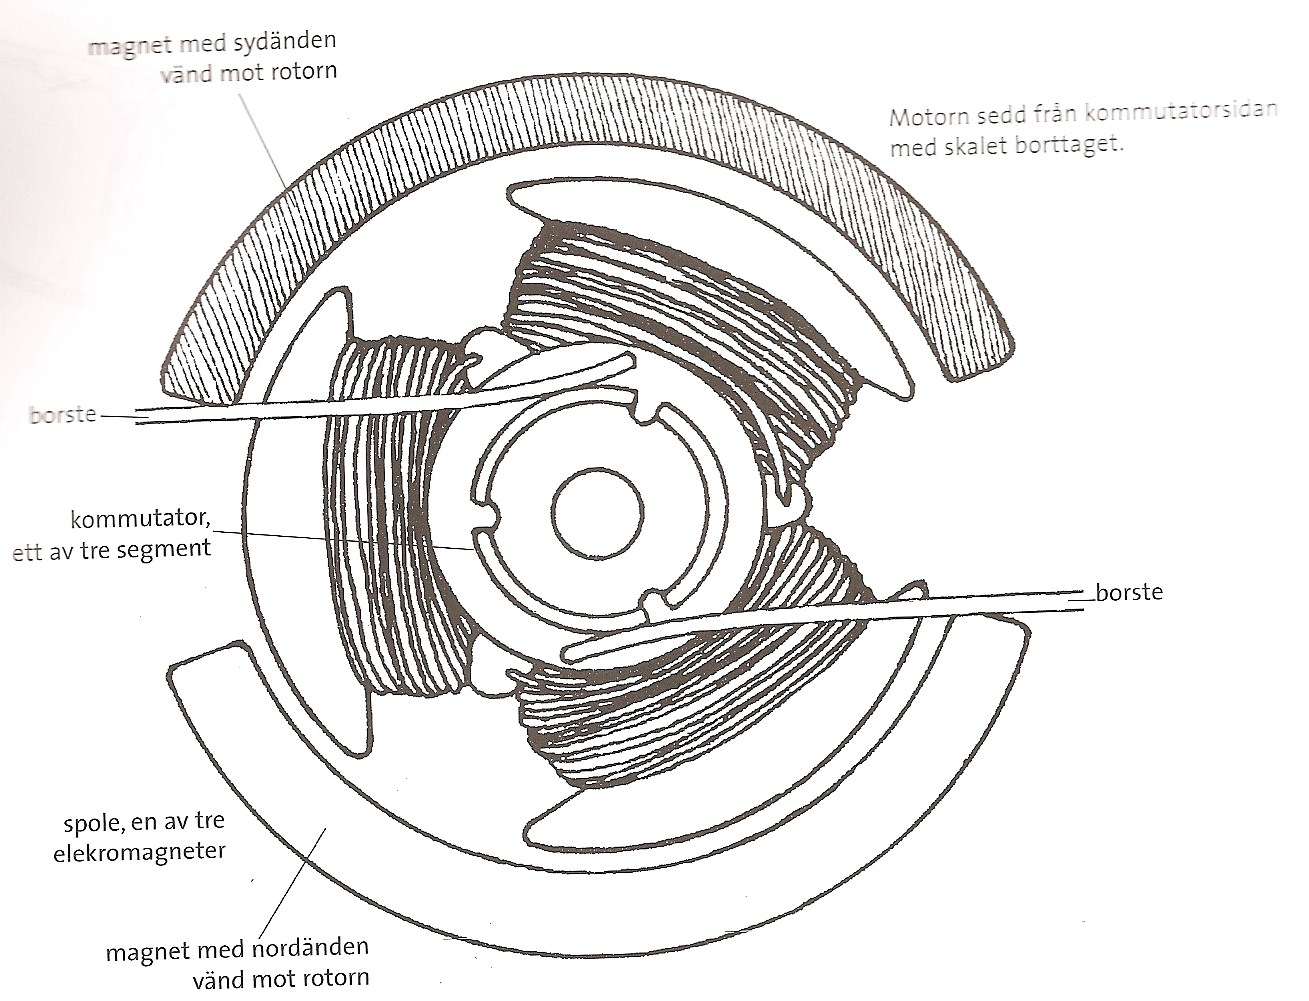 magnet med sydänden
vänd mot rotorn
Motorn sedd från kommutatorsidan
med skalet borttaget.
borste
kommutator,
ett av tre segment
borste
spole, en av tre
elekromagneter
magnet med nordänden
vänd mot rotorn